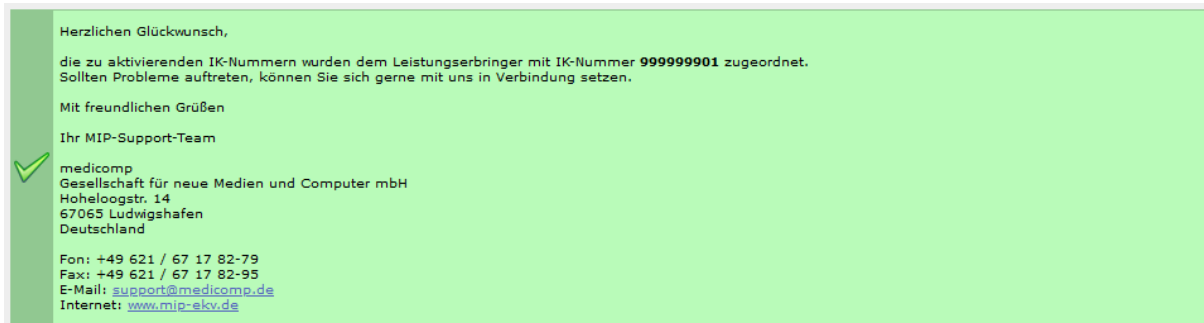 Herzlichen Glückwunsch,
die zu aktivierenden IK-Nummern wurden dem Leistungserbringer mit IK-Nummer 999999901 zugeordnet.
Sollten Probleme auftreten, können Sie sich gerne mit uns in Verbindung setzen.
Mit freundlichen Grüßen
Ihr MIP-Support-Team
medicomp
Gesellschaft für neue Medien und Computer mbH
Hoheloogstr. 14
67065 Ludwigshafen
Deutschland
Fon: +49 621 / 67 17 82-79
Fax: +49 621 / 67 17 82-95
E-Mail: support@medicomp.de
Internet: www.mip-ekv.de